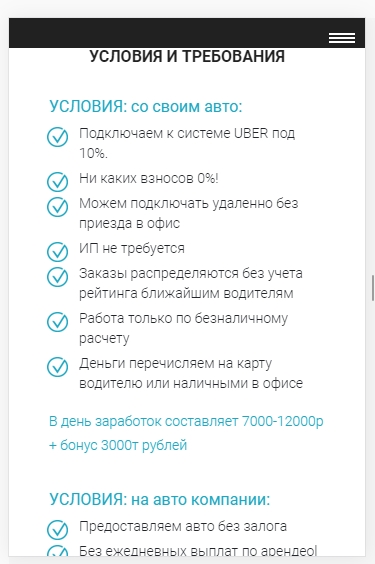 УСЛОВИЯ И ТРЕБОВАНИЯ
УСЛОВИЯ: со своим авто:
Подключаем к системе UBER под
10%.
Ни каких взносов 0%!
Можем подключать удаленно без
приезда в офис
ИП не требуется
Заказы распределяются без учета
рейтинга ближайшим водителям
Работа только по безналичному
расчету
Деньги перечисляем на карту
водителю или наличными в офисе
В день заработок составляет 7000-12000р
+ бонус 3000т рублей
УСЛОВИЯ: на авто компании:
Предоставляем авто без залога
Без ежедневных выплат по арендео!